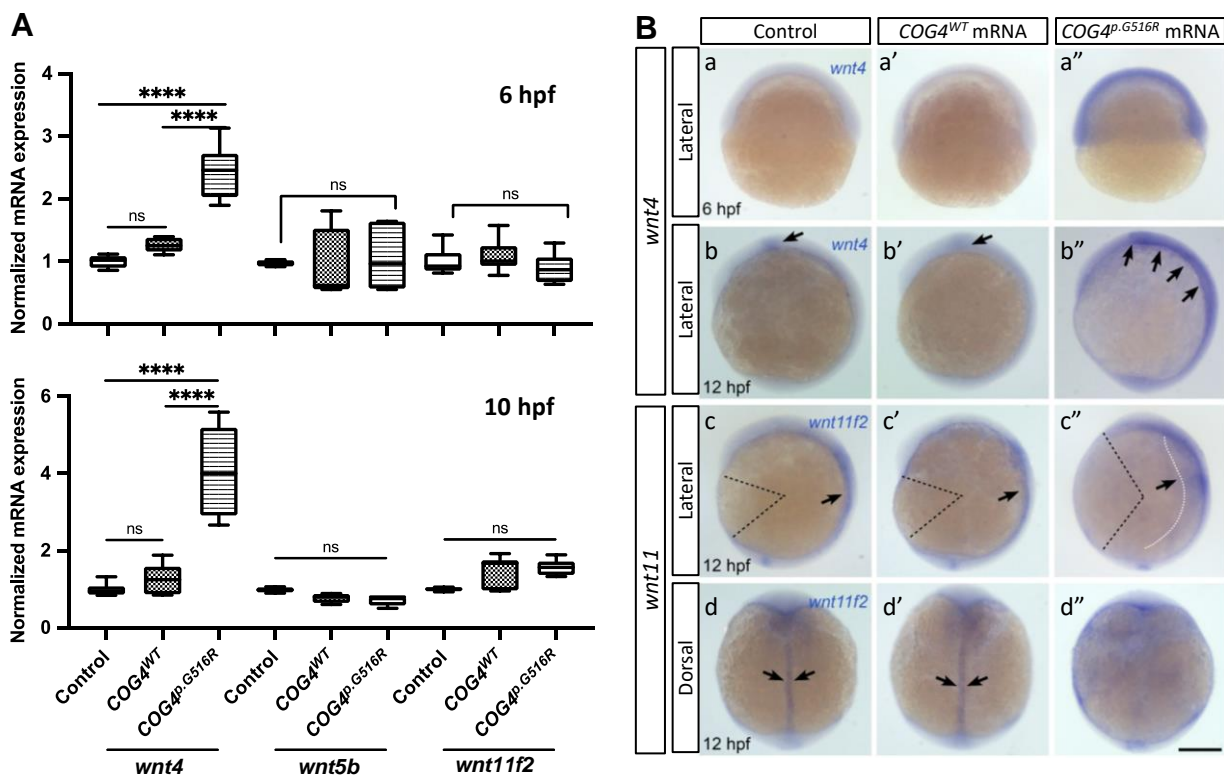 A
Normalized mRNA expression
4
3
2
1
0
6 hpf
****
****
ns
ns
ns
Normalized mRNA expression
6
4
2
0
10 hpf
****
****
ns
ns
ns
Control
COG4WT
COG4p.G516R
Control
COG4WT
COG4p.G516R
Control
COG4WT
COG4p.G516R
wnt4
wnt5b
wnt11f2
B
Control
COG4WT mRNA
COG4p.G516R mRNA
wnt4
Lateral
a
wnt4
6 hpf
a'
a''
Lateral
b
wnt4
12 hpf
b'
b''
wnt11
Lateral
c
wnt11f2
12 hpf
c'
c''
Dorsal
d
wnt11f2
12 hpf
d'
d''